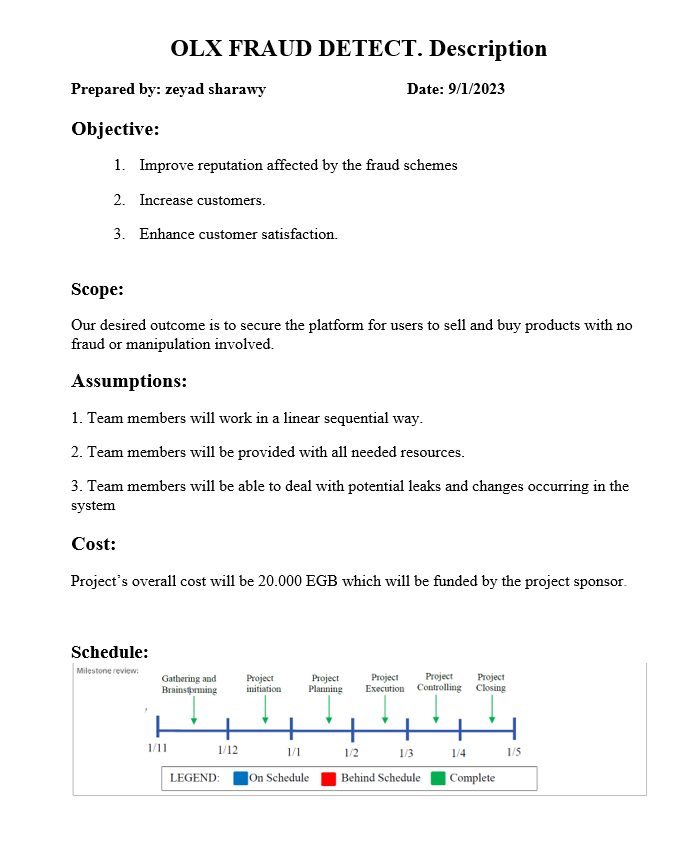 OLX FRAUD DETECT. Description
Prepared by: zeyad sharawy Date: 9/1/2023
Objective:
1. Improve reputation affected by the fraud schemes
2. Increase customers.
3. Enhance customer satisfaction.
Scope:
Our desired outcome is to secure the platform for users to sell and buy products with no
fraud or manipulation involved.
Assumptions:
1. Team members will work in a linear sequential way.
2. Team members will be provided with all needed resources.
3. Team members will be able to deal with potential leaks and changes occurring in the
system
Cost:
Project's overall cost will be 20.000 EGB which will be funded by the project sponsor.
Schedule:
Milestone review:
Gathering and
Brainstorming
Project
initiation
Project
Planning
Project
Execution
Project
Controlling
Project
Closing
1/11 1/12 1/1 1/2 1/3 1/4 1/5
LEGEND: On Schedule Behind Schedule Complete